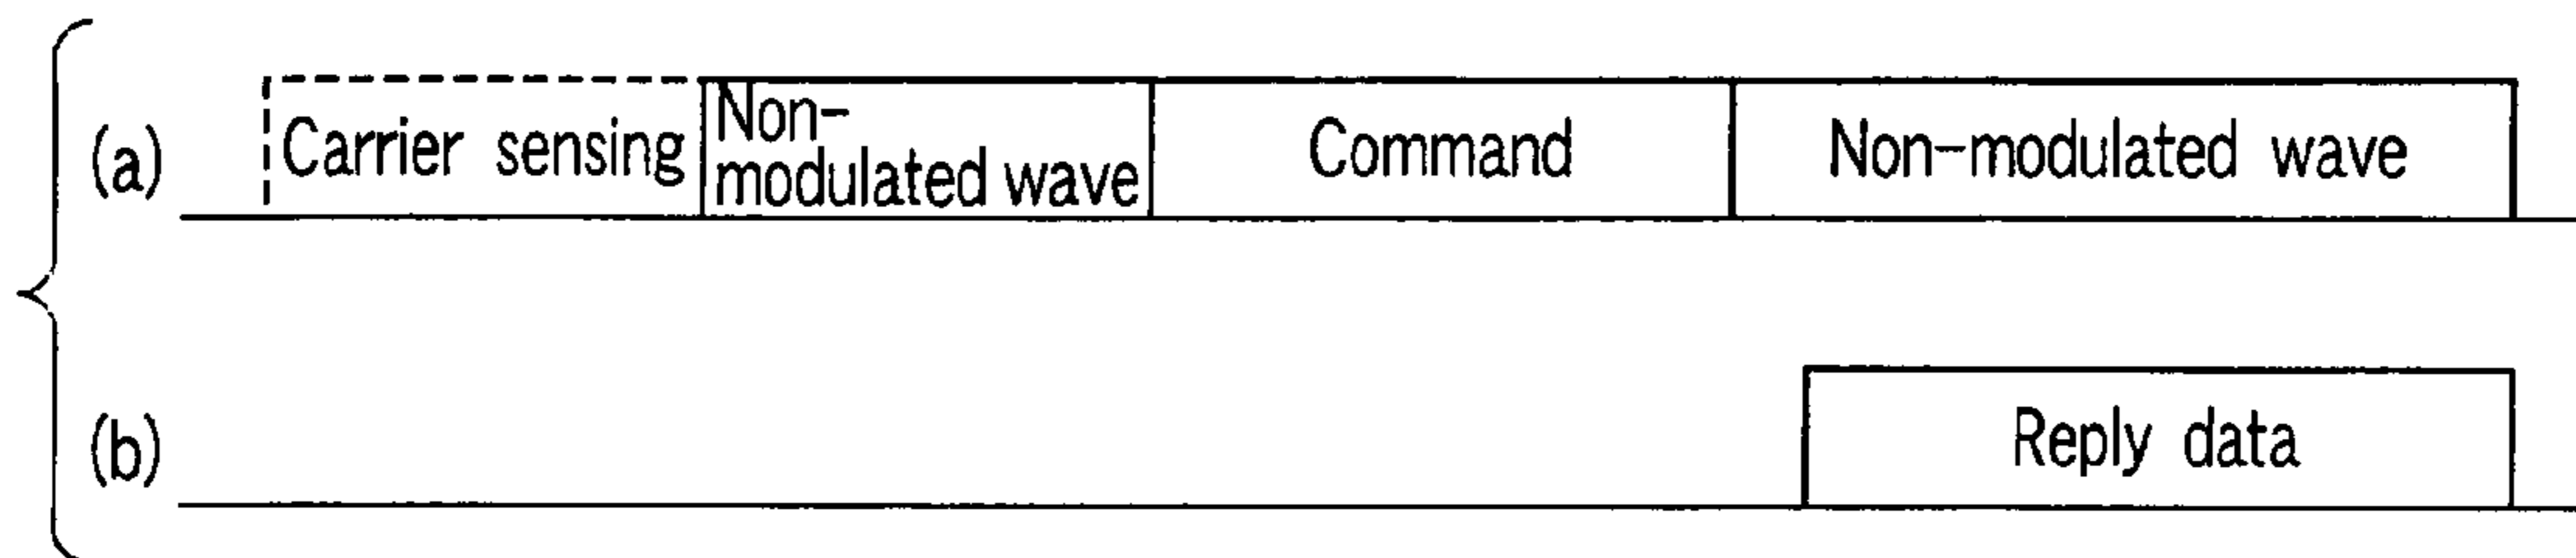 (a)
Carrier sensing
Non-
modulated wave
Command
Non-modulated wave
(b)
Reply data